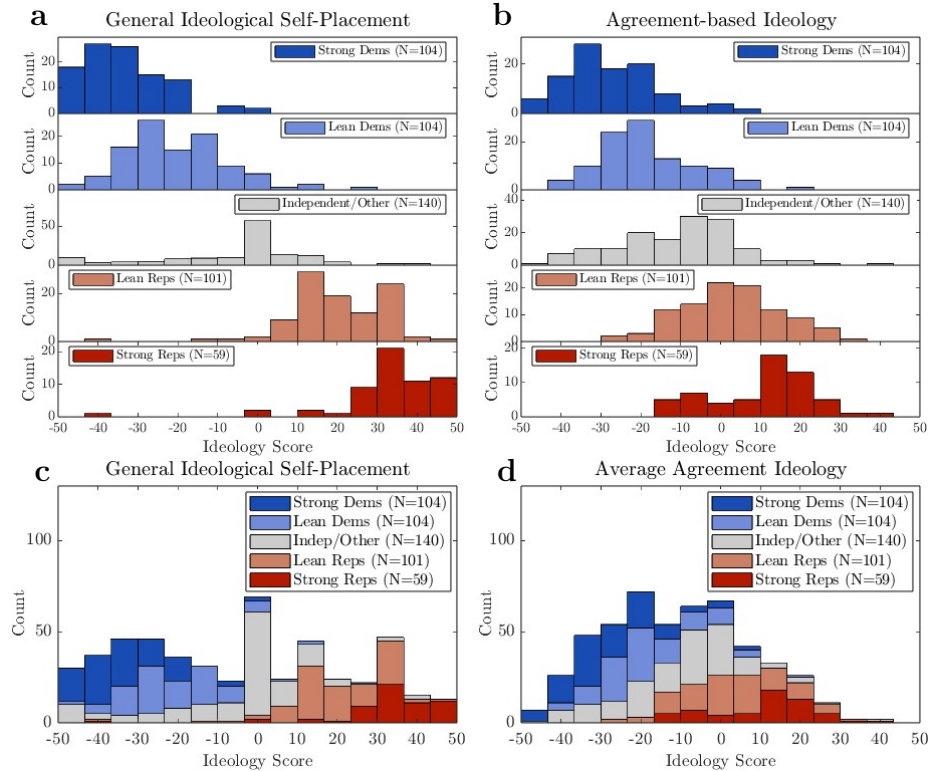 a General Ideological Self-Placement
Strong Dems (N=104)
Count
20
10
0
Lean Dems (N=104)
Count
20
10
0
Independent/Other (N=140)
Count
50
0
Lean Reps (N=101)
Count
20
0
Strong Reps (N=59)
Count
20
10
0
-50 -40 -30 -20 -10 0 10 20 30 40 50
Ideology Score
b Agreement-based Ideology
Strong Dems (N=104)
Count
20
0
Lean Dems (N=104)
Count
20
10
0
Independent/Other (N=140)
Count
40
20
0
Lean Reps (N=101)
Count
20
10
0
Strong Reps (N=59)
Count
20
10
0
-50 -40 -30 -20 -10 0 10 20 30 40 50
Ideology Score
c General Ideological Self-Placement
Strong Dems (N=104)
Lean Dems (N=104)
Indep/Other (N=140)
Lean Reps (N=101)
Strong Reps (N=59)
Count
100
50
0
-50 -40 -30 -20 -10 0 10 20 30 40 50
Ideology Score
d Average Agreement Ideology
Strong Dems (N=104)
Lean Dems (N=104)
Indep/Other (N=140)
Lean Reps (N=101)
Strong Reps (N=59)
Count
100
50
0
-50 -40 -30 -20 -10 0 10 20 30 40 50
Ideology Score